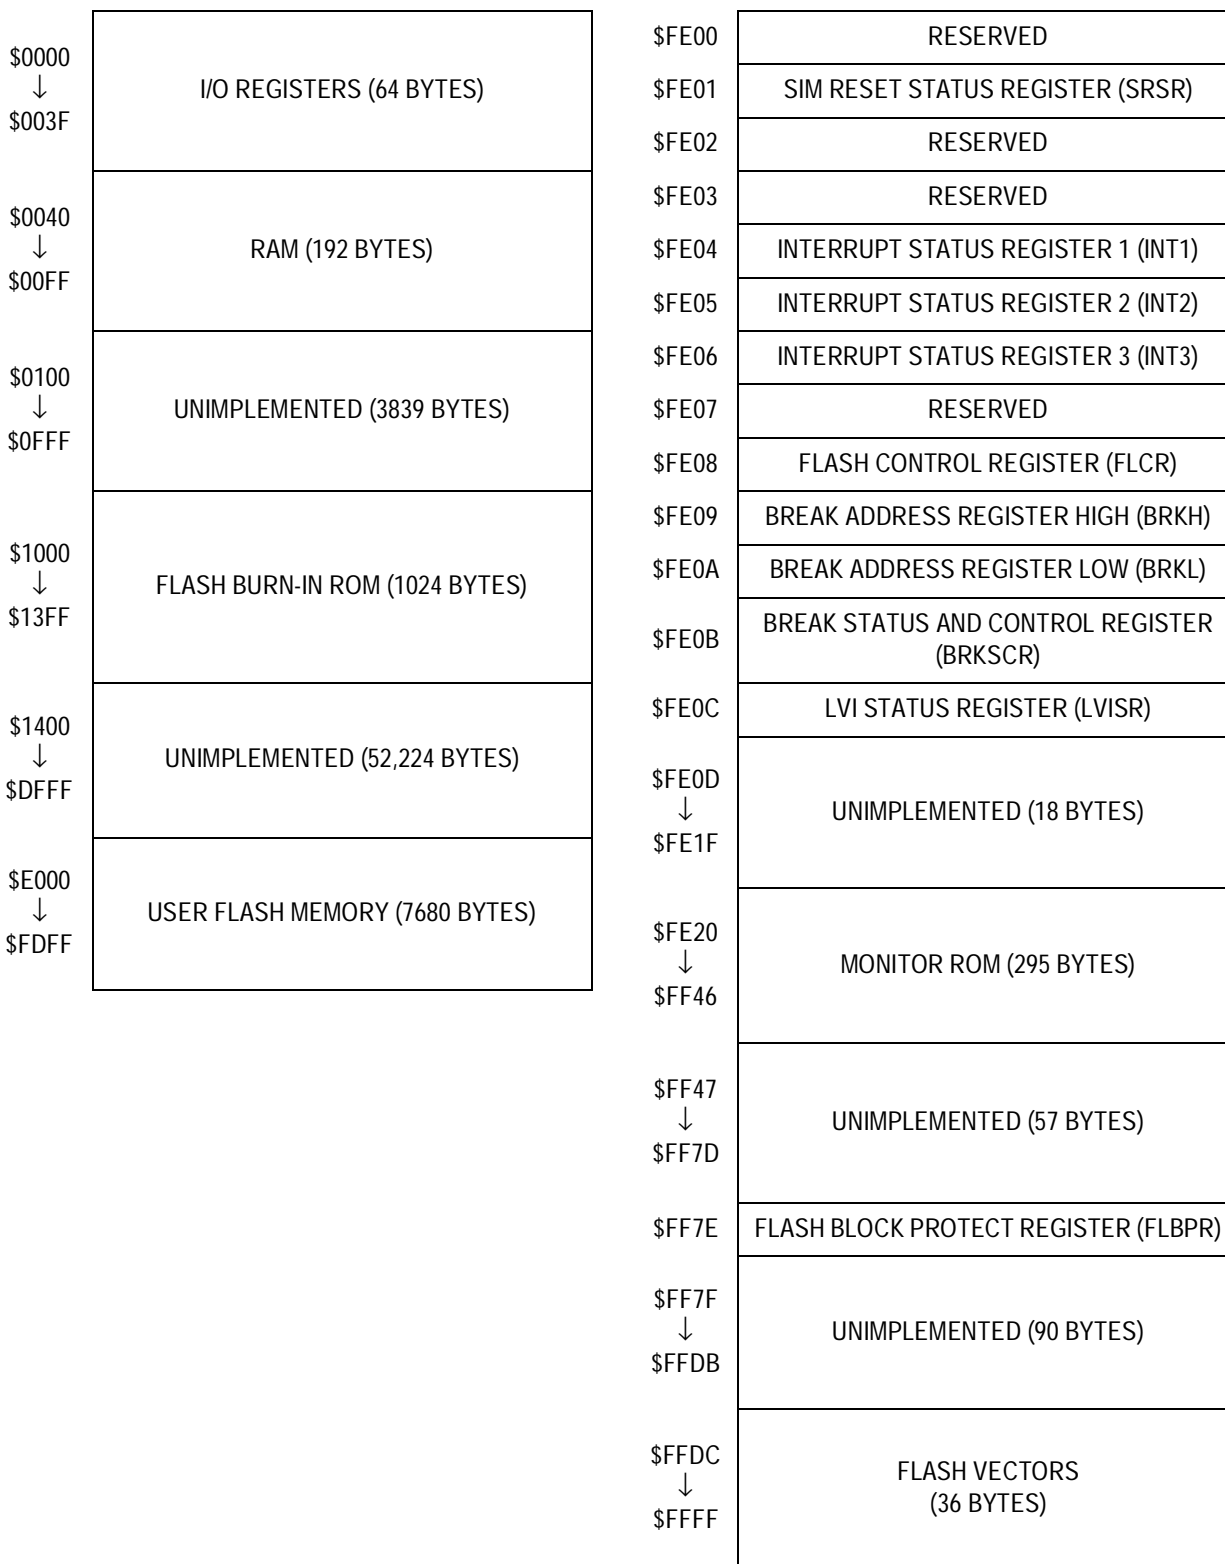 $0000
↓
$003F
I/O REGISTERS (64 BYTES)
$0040
↓
$00FF
RAM (192 BYTES)
$0100
↓
$0FFF
UNIMPLEMENTED (3839 BYTES)
$1000
↓
$13FF
FLASH BURN-IN ROM (1024 BYTES)
$1400
↓
$DFFF
UNIMPLEMENTED (52,224 BYTES)
$E000
↓
$FDFF
USER FLASH MEMORY (7680 BYTES)
$FE00 RESERVED
$FE01 SIM RESET STATUS REGISTER (SRSR)
$FE02 RESERVED
$FE03 RESERVED
$FE04 INTERRUPT STATUS REGISTER 1 (INT1)
$FE05 INTERRUPT STATUS REGISTER 2 (INT2)
$FE06 INTERRUPT STATUS REGISTER 3 (INT3)
$FE07 RESERVED
$FE08 FLASH CONTROL REGISTER (FLCR)
$FE09 BREAK ADDRESS REGISTER HIGH (BRKH)
$FE0A BREAK ADDRESS REGISTER LOW (BRKL)
$FE0B BREAK STATUS AND CONTROL REGISTER
(BRKSCR)
$FE0C LVI STATUS REGISTER (LVISR)
$FE0D
↓
$FE1F
UNIMPLEMENTED (18 BYTES)
$FE20
↓
$FF46
MONITOR ROM (295 BYTES)
$FF47
↓
$FF7D
UNIMPLEMENTED (57 BYTES)
$FF7E FLASH BLOCK PROTECT REGISTER (FLBPR)
$FF7F
↓
$FFDB
UNIMPLEMENTED (90 BYTES)
$FFDC
↓
$FFFF
FLASH VECTORS
(36 BYTES)